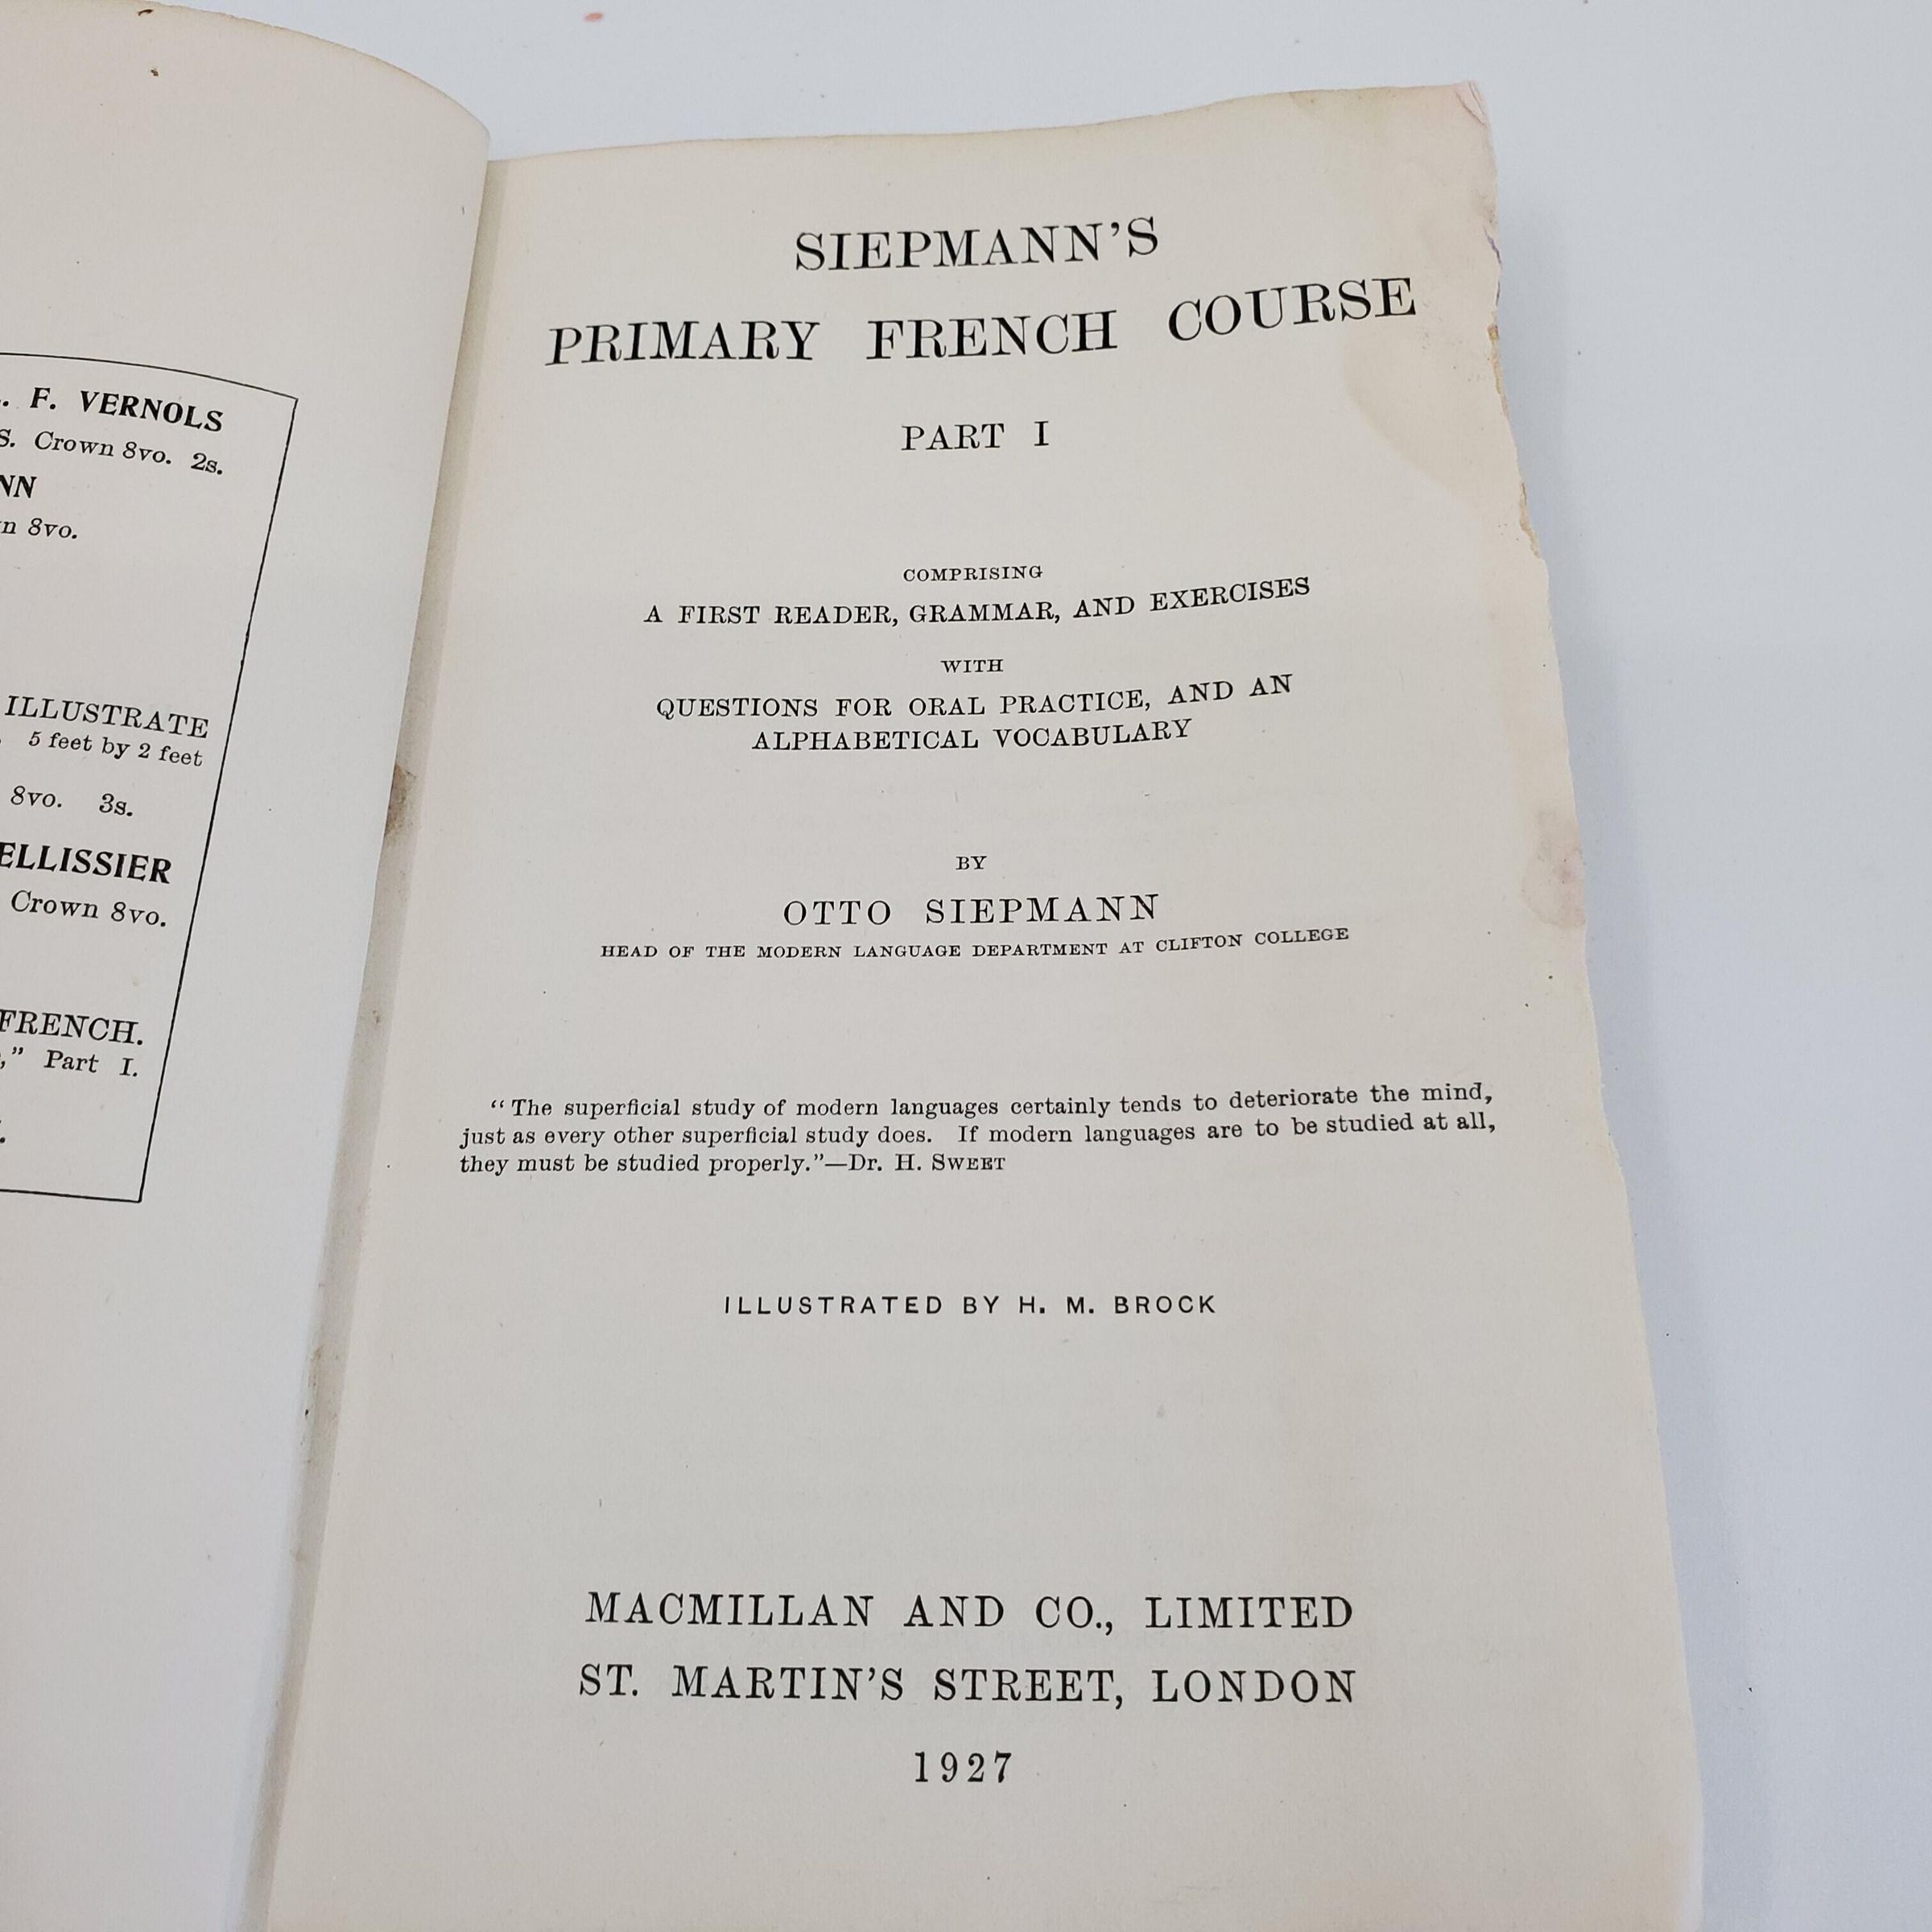 . F. VERNOLS
S. Crown 8vo. 2s.
NN
n 8vo.
ILLUSTRATE
5 feet by 2 feet
8vo. 3s.
ELLISSIER
Crown 8vo.
FRENCH.
," Part I.
SIEPMANN'S
PRIMARY FRENCH COURSE
PART I
COMPRISING
A FIRST READER, GRAMMAR, AND EXERCISES
WITH
QUESTIONS FOR ORAL PRACTICE, AND AN
ALPHABETICAL VOCABULARY
BY
OTTO SIEPMANN
HEAD OF THE MODERN LANGUAGE DEPARTMENT AT CLIFTON COLLEGE
"The superficial study of modern languages certainly tends to deteriorate the mind,
just as every other superficial study does. If modern languages are to be studied at all,
they must be studied properly."—Dr. H. SWEET
ILLUSTRATED BY H. M. BROCK
MACMILLAN AND CO., LIMITED
ST. MARTIN'S STREET, LONDON
1927